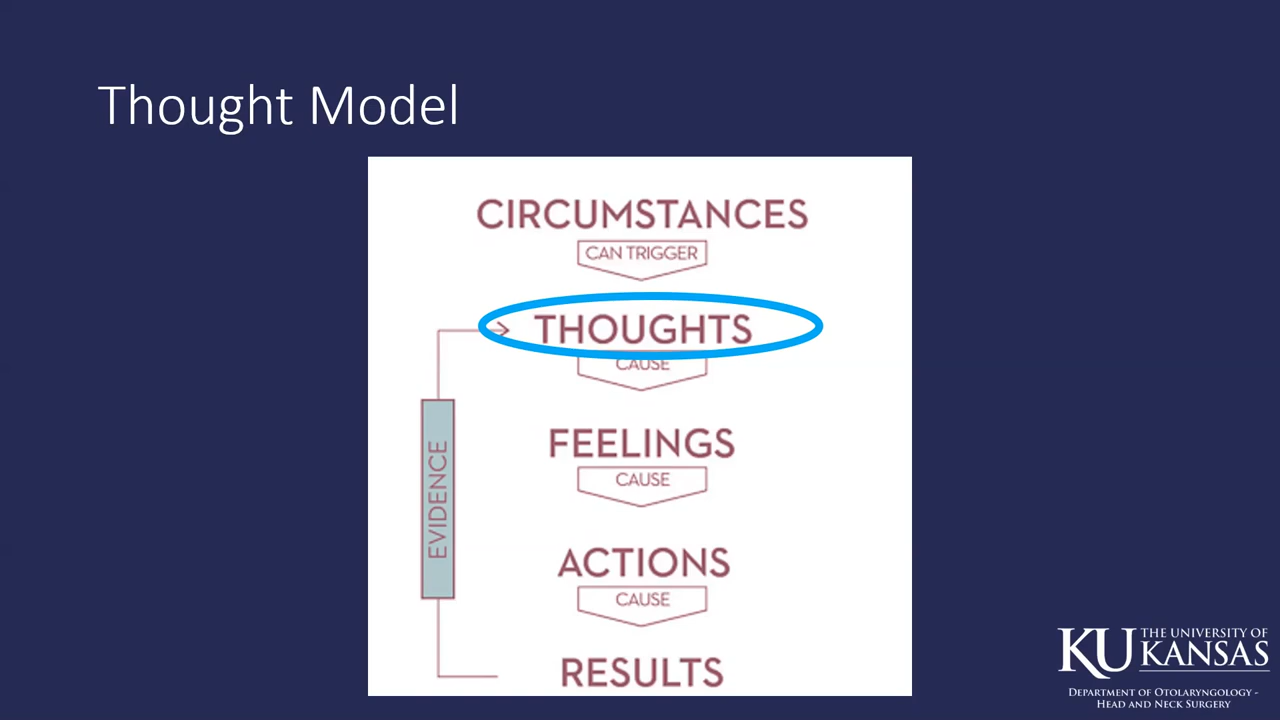 Thought Model
CIRCUMSTANCES
CAN TRIGGER
THOUGHTS
CAUSE
FEELINGS
CAUSE
ACTIONS
CAUSE
RESULTS
EVIDENCE
KU THE UNIVERSITY OF
KANSAS
DEPARTMENT OF OTOLARYNGOLOGY -
HEAD AND NECK SURGERY